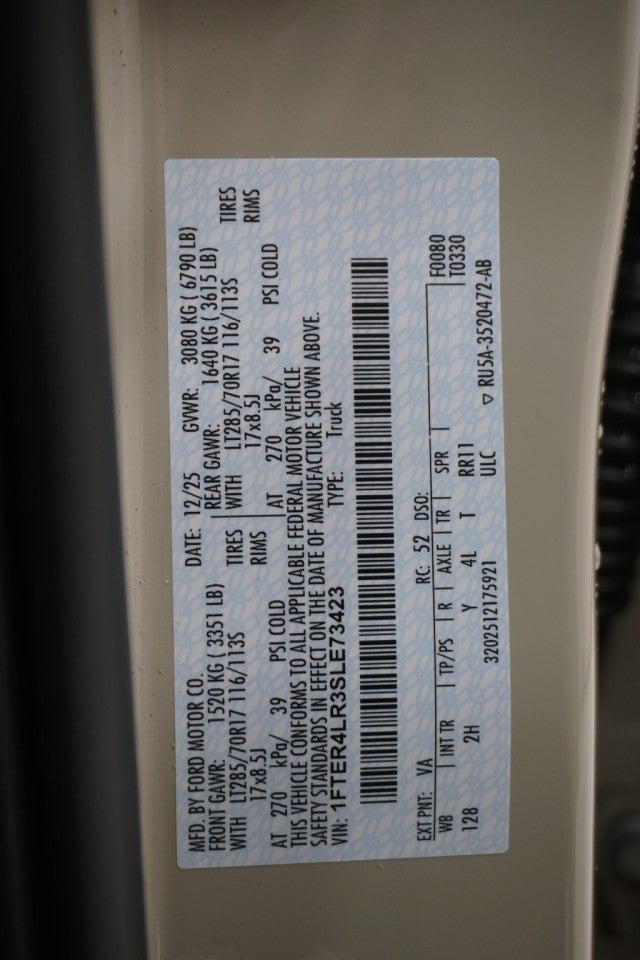 MFD. BY FORD MOTOR CO.
DATE: 12/25 GVWR: 3080 KG ( 6790 LB)
FRONT GAWR: 1520 KG ( 3351 LB)
REAR GAWR: 1640 KG ( 3615 LB)
WITH LT285/70R17 116/113S TIRES
WITH LT285/70R17 116/113S TIRES
17x8.5J RIMS
17x8.5J RIMS
AT 270 kPa/ 39 PSI COLD
AT 270 kPa/ 39 PSI COLD
THIS VEHICLE CONFORMS TO ALL APPLICABLE FEDERAL MOTOR VEHICLE
SAFETY STANDARDS IN EFFECT ON THE DATE OF MANUFACTURE SHOWN ABOVE.
VIN: 1FTER4LR3SLE73423 TYPE: Truck
F0080
T0330
EXT PNT: VA RC: 52 DSO:
WB INT TR TP/PS R AXLE TR SPR
128 2H Y 4L T RR11
ULC
3202512175921
▽ RU5A-3520472-AB